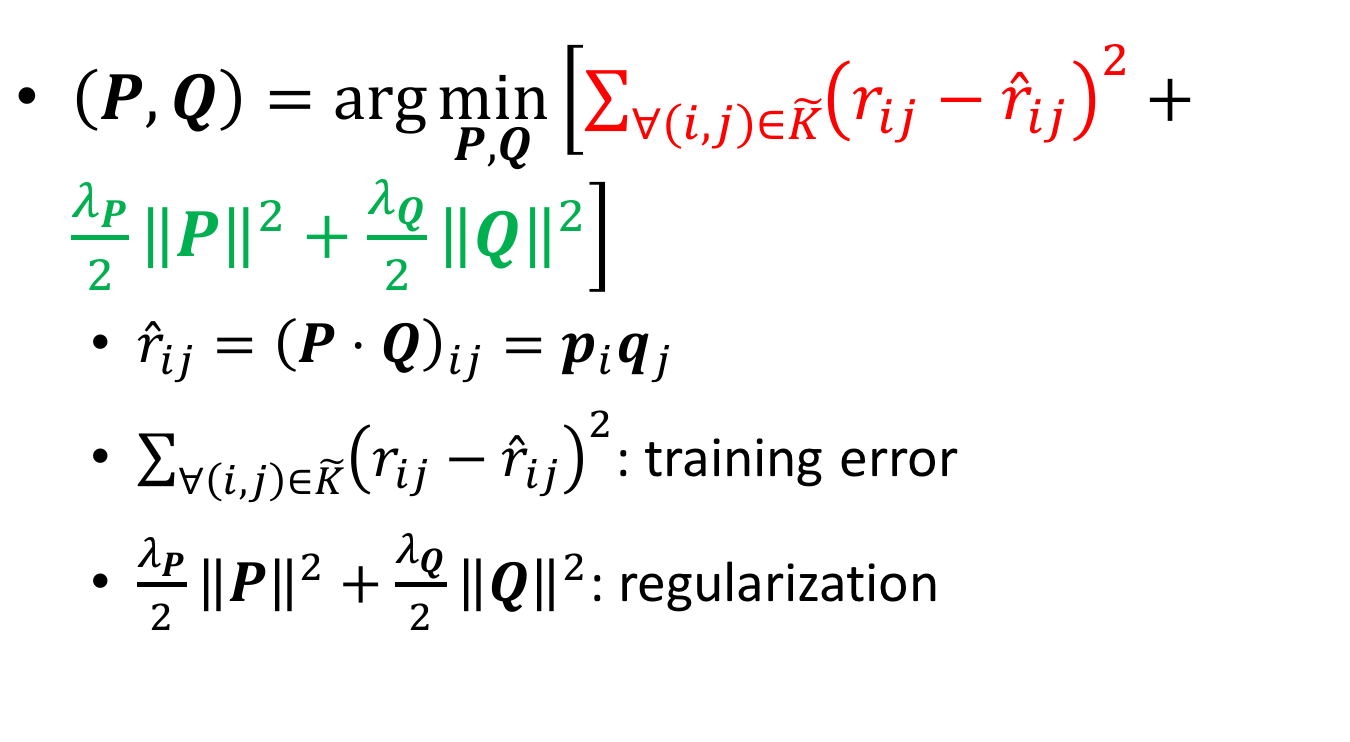 • (𝑷, 𝑸) = arg min_{𝑷,𝑸} [∑_{∀(i,j)∈K̃} (r_{ij} − r̂_{ij})² +
λ_𝑷/2 ‖𝑷‖² + λ_𝑸/2 ‖𝑸‖²]
• r̂_{ij} = (𝑷 · 𝑸)_{ij} = 𝒑_i 𝒒_j
• ∑_{∀(i,j)∈K̃} (r_{ij} − r̂_{ij})²: training error
• λ_𝑷/2 ‖𝑷‖² + λ_𝑸/2 ‖𝑸‖²: regularization